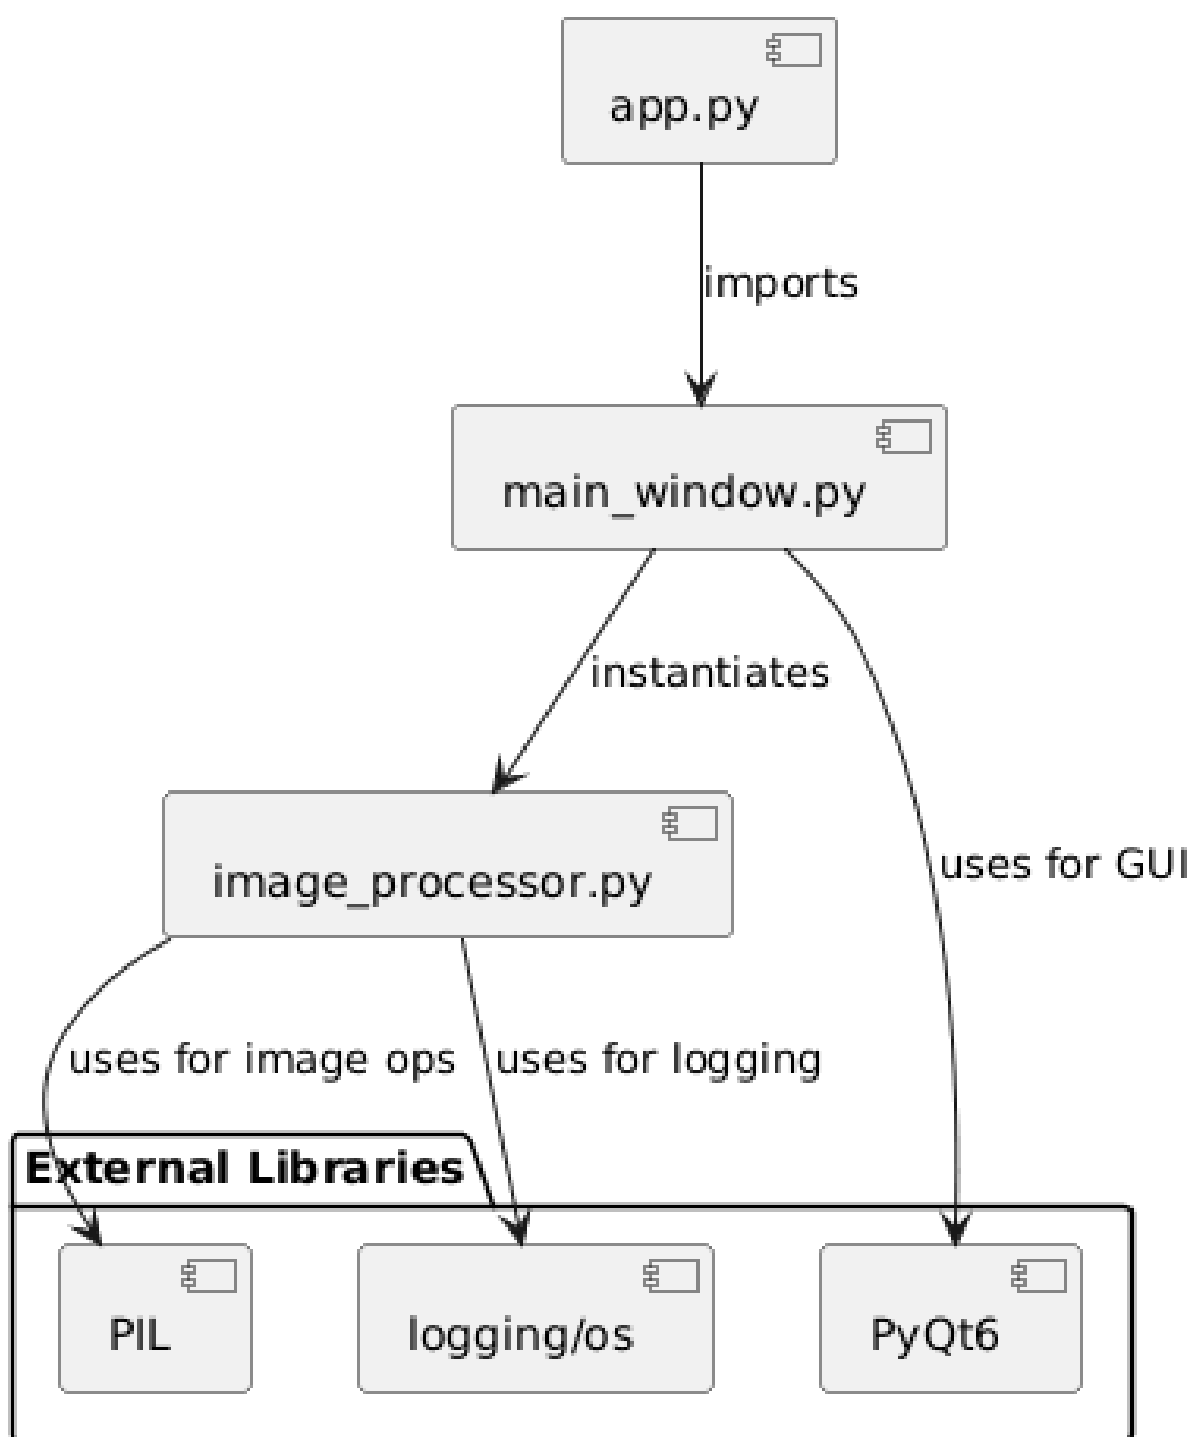 app.py
imports
main_window.py
instantiates
uses for GUI
image_processor.py
uses for image ops
uses for logging
External Libraries
PIL
logging/os
PyQt6